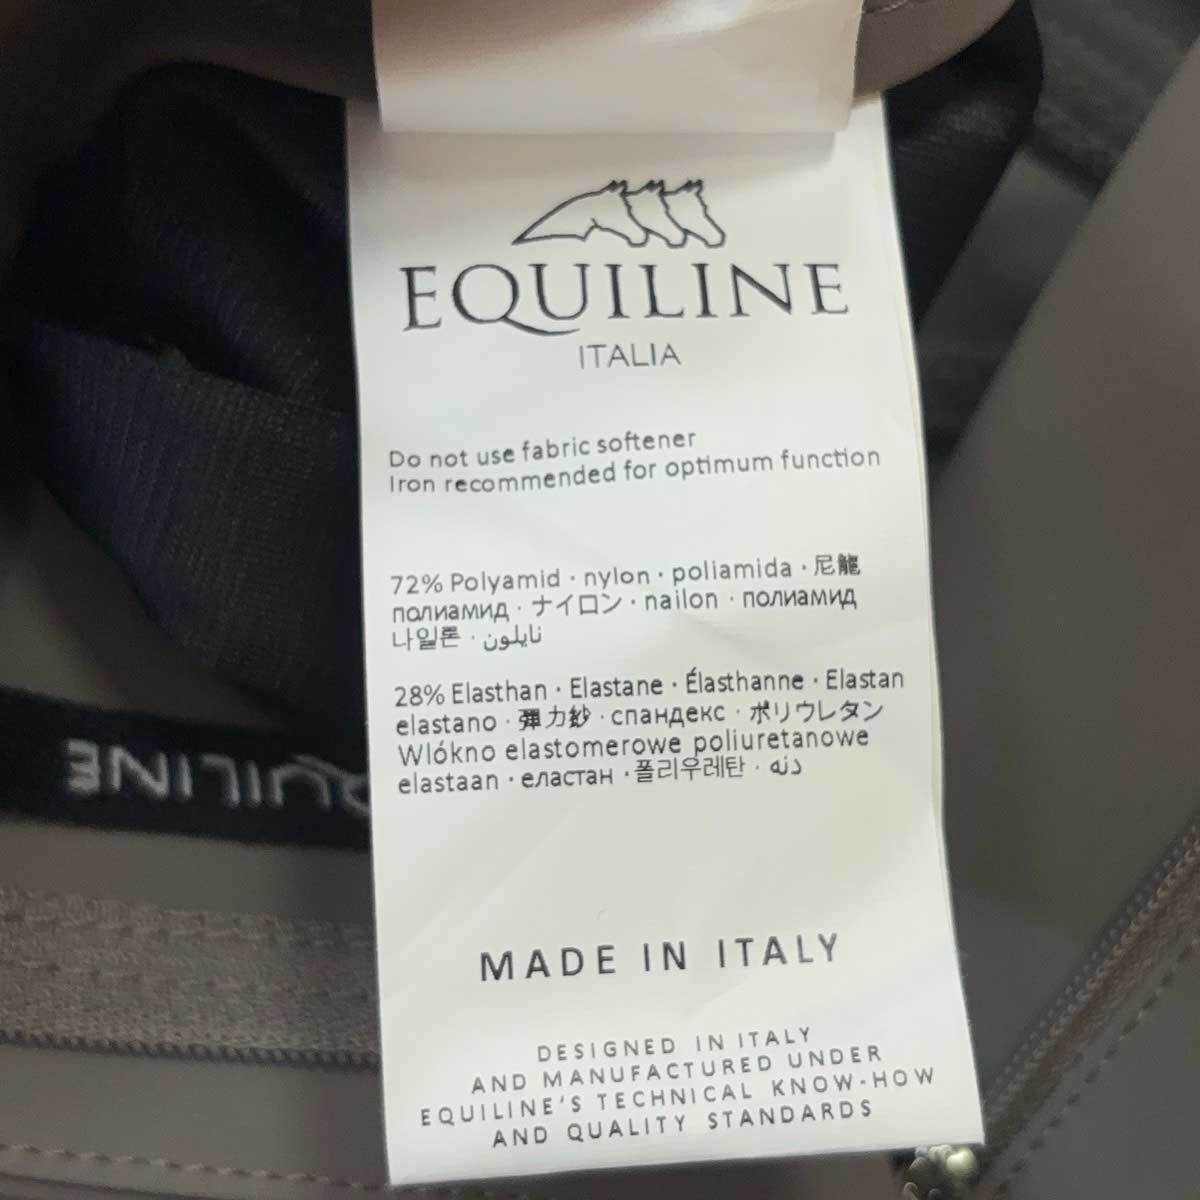 EQUILINE
ITALIA
Do not use fabric softener
Iron recommended for optimum function
72% Polyamid · nylon · poliamida · 尼龍
полиамид · ナイロン · nailon · полиамид
나일론 · نايلون
28% Elasthan · Elastane · Élasthanne · Elastan
elastano · 彈力紗 · спандекс · ポリウレタン
Wlókno elastomerowe poliuretanowe
elastaan · еластан · 폴리우레탄 · دنه
MADE IN ITALY
DESIGNED IN ITALY
AND MANUFACTURED UNDER
EQUILINE'S TECHNICAL KNOW-HOW
AND QUALITY STANDARDS
QUILINE